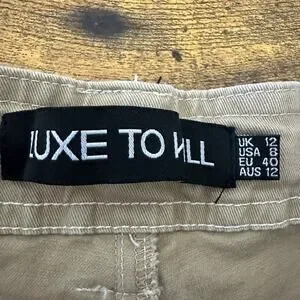 LUXE TO KILL
UK 12
USA 8
EU 40
AUS 12